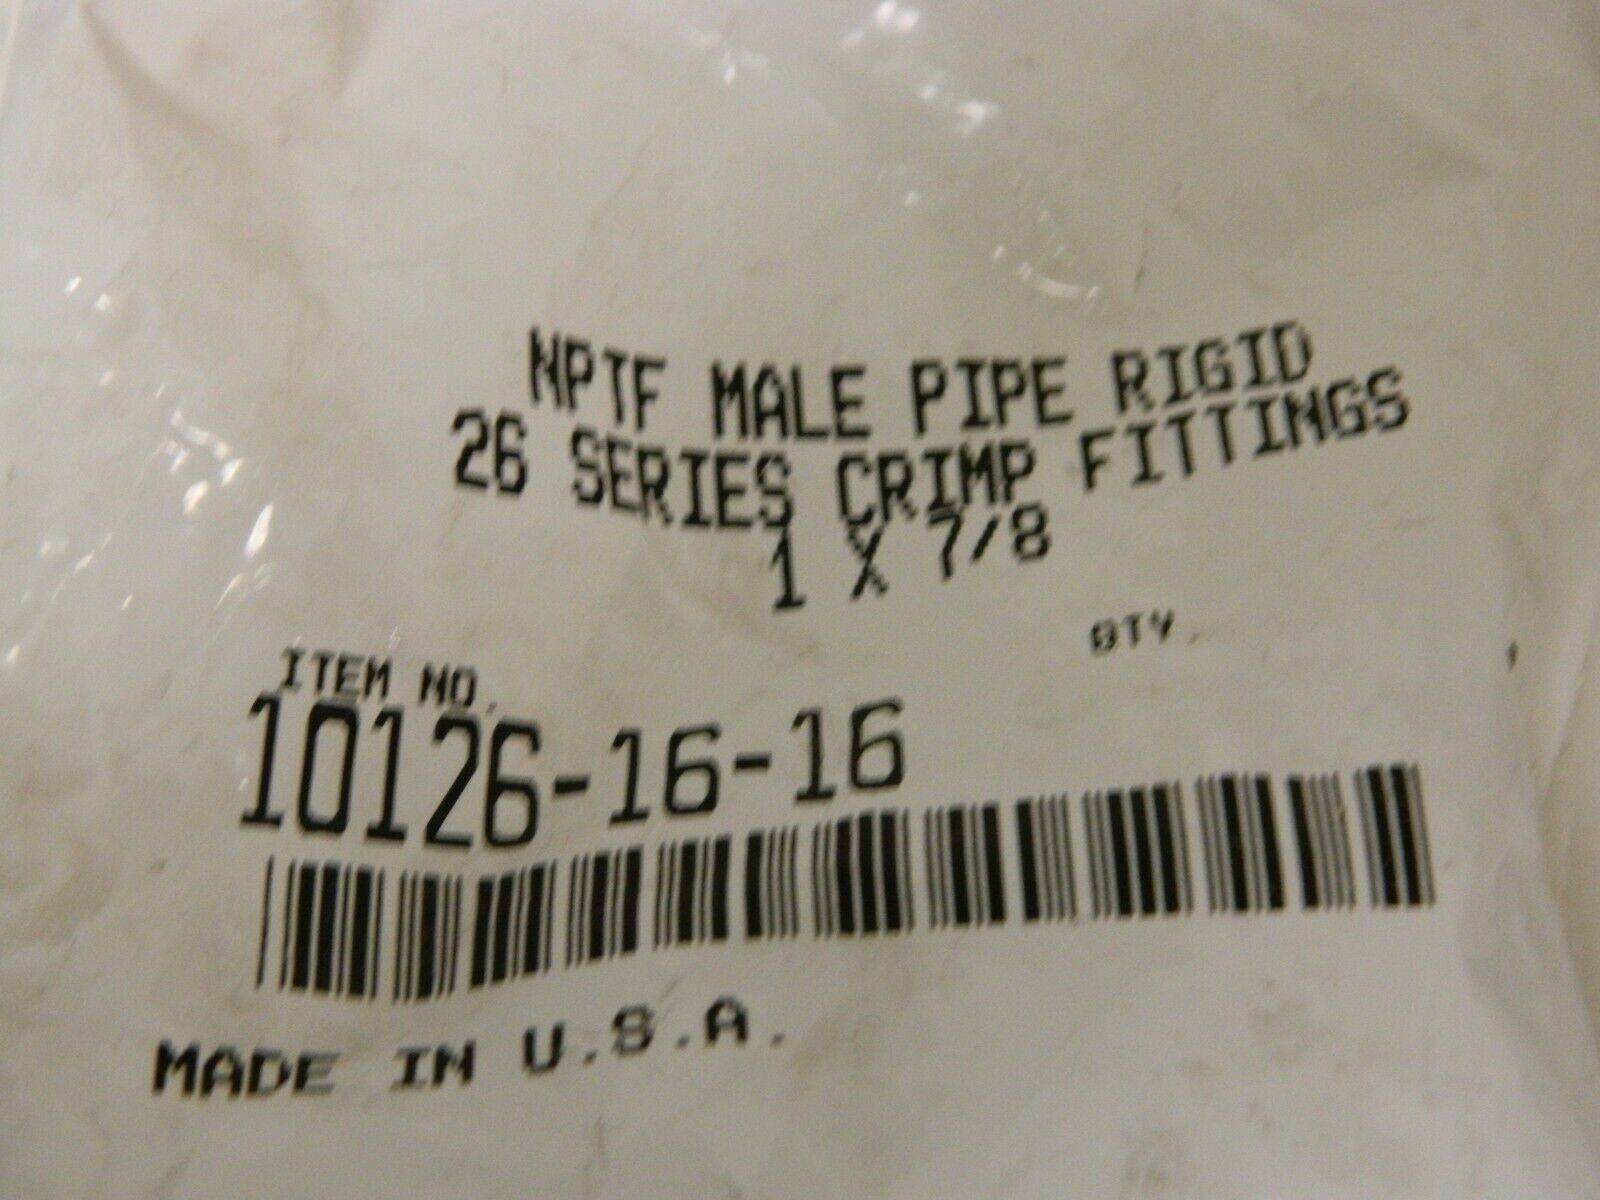 NPTF MALE PIPE RIGID
26 SERIES CRIMP FITTINGS
1 X 7/8
QTY.
ITEM NO.
10126-16-16
MADE IN U.S.A.